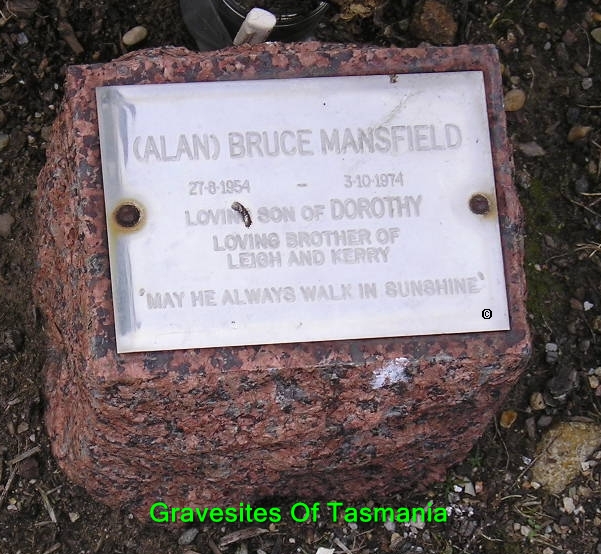 (ALAN) BRUCE MANSFIELD
27-8-1954 - 3-10-1974
LOVING SON OF DOROTHY
LOVING BROTHER OF
LEIGH AND KERRY
'MAY HE ALWAYS WALK IN SUNSHINE'
©
Gravesites Of Tasmania